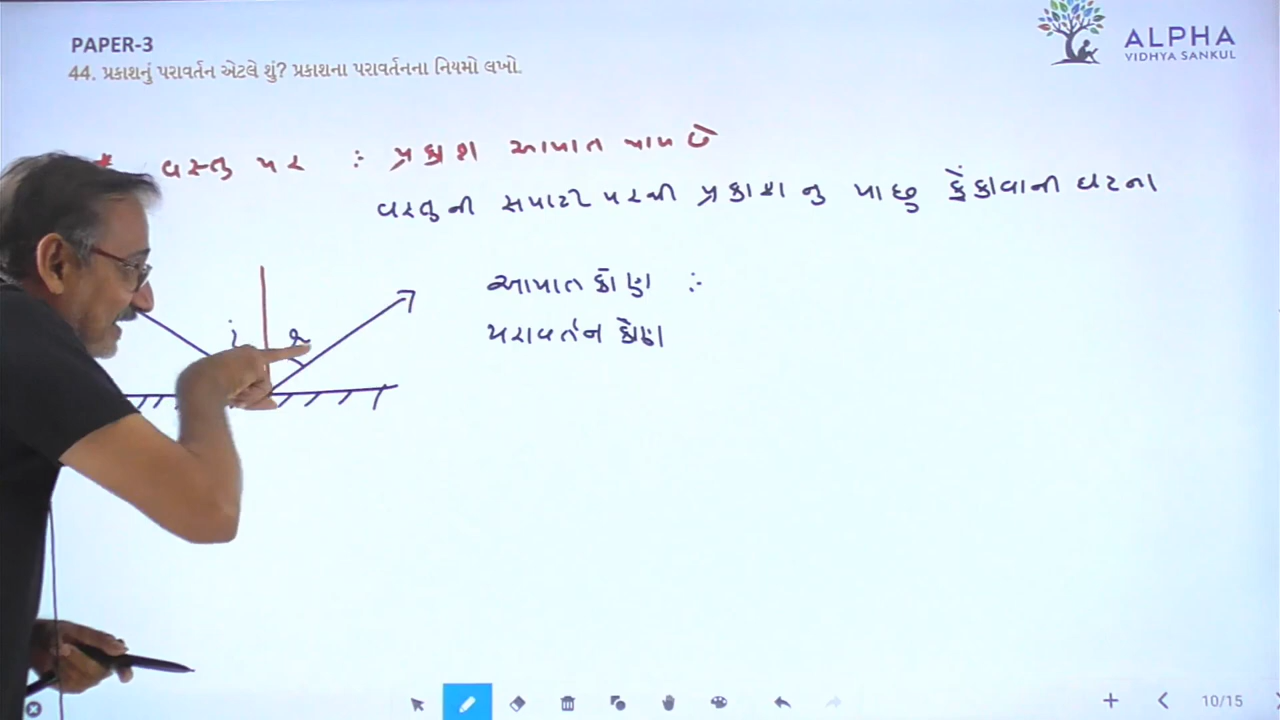 PAPER-3
44. પ્રકાશનું પરાવર્તન એટલે શું? પ્રકાશના પરાવર્તનના નિયમો લખો.
ALPHA
VIDHYA SANKUL
* વસ્તુ પર : પ્રકાશ આપાત થાય છે
વસ્તુની સપાટી પરથી પ્રકાશ નુ પાછુ ફેંકાવાની ઘટના
i r
આપાતકોણ :
પરાવર્તન કોણ
10/15